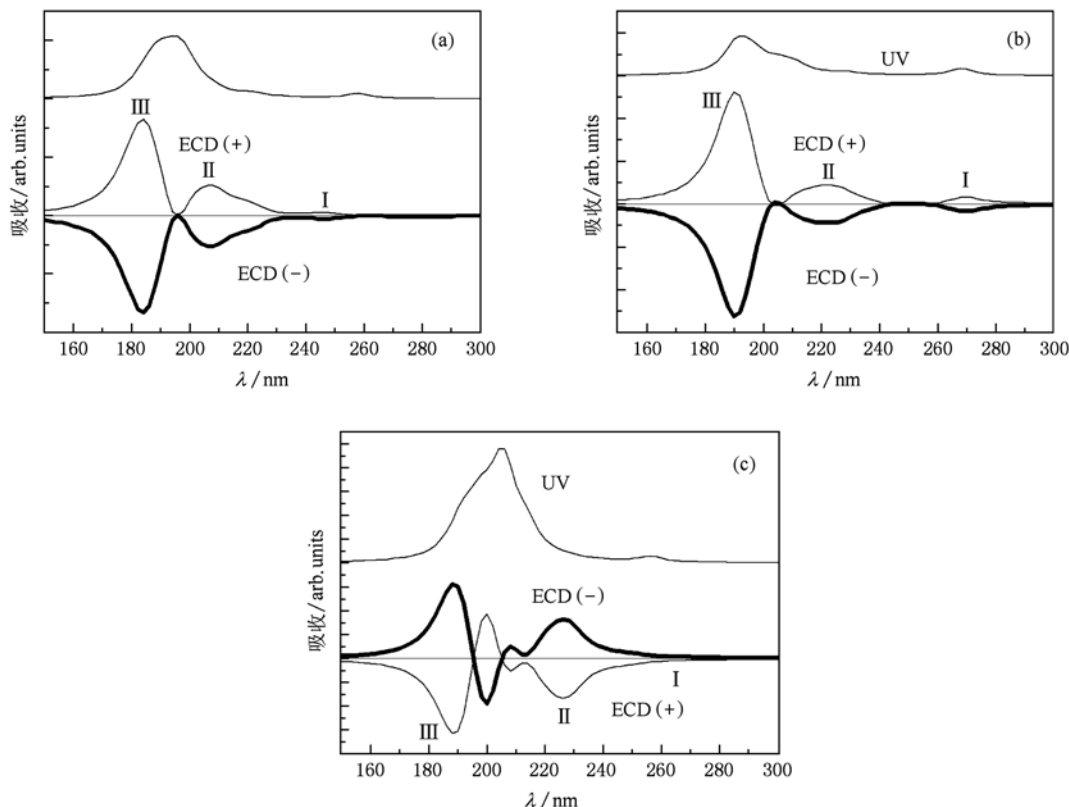 (a)
III
ECD(+)
II
I
ECD(−)
吸收/arb.units
160 180 200 220 240 260 280 300
λ/nm
(b)
UV
III
ECD(+)
II
I
ECD(−)
吸收/arb.units
160 180 200 220 240 260 280 300
λ/nm
(c)
UV
ECD(−)
I
III
II
ECD(+)
吸收/arb.units
160 180 200 220 240 260 280 300
λ/nm